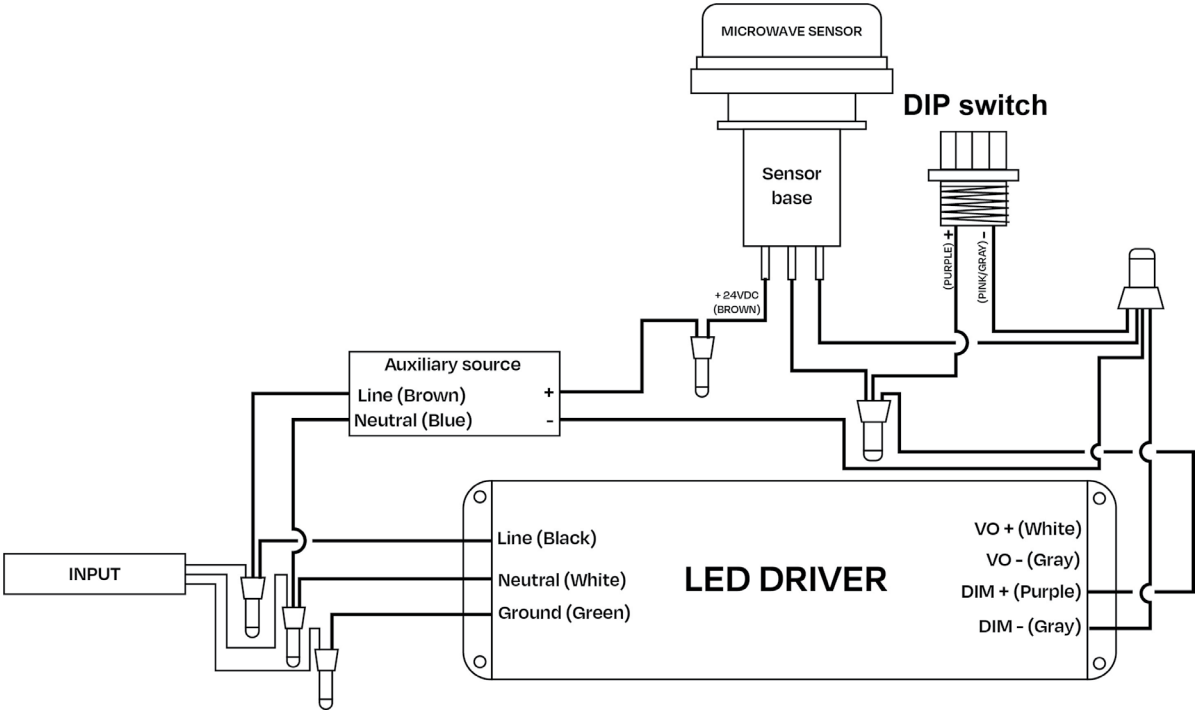 MICROWAVE SENSOR
DIP switch
Sensor
base
+
(PURPLE)
-
(PINK/GRAY)
+ 24VDC
(BROWN)
Auxiliary source
Line (Brown)
+
Neutral (Blue)
-
Line (Black)
VO + (White)
VO - (Gray)
INPUT
Neutral (White)
LED DRIVER
DIM + (Purple)
Ground (Green)
DIM - (Gray)